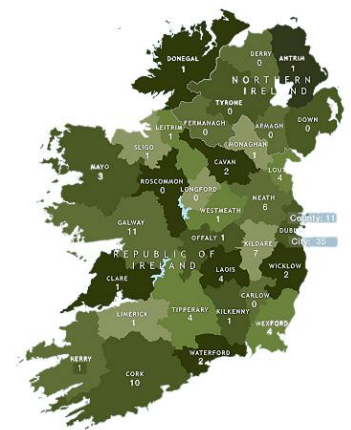 DONEGAL
1
DERRY
0
ANTRIM
1
NORTHERN
IRELAND
TYRONE
0
FERMANAGH
0
ARMAGH
0
DOWN
0
LEITRIM
1
SLIGO
1
MONAGHAN
1
CAVAN
2
LOU
4
MAYO
3
ROSCOMMON
0
LONGFORD
0
WESTMEATH
1
MEATH
6
GALWAY
11
OFFALY 1
County: 11
DUBL
City: 35
KILDARE
7
REPUBLIC OF
IRELAND
LAOIS
4
WICKLOW
2
CLARE
1
CARLOW
0
LIMERICK
1
TIPPERARY
4
KILKENNY
1
WEXFORD
4
WATERFORD
2
KERRY
1
CORK
10